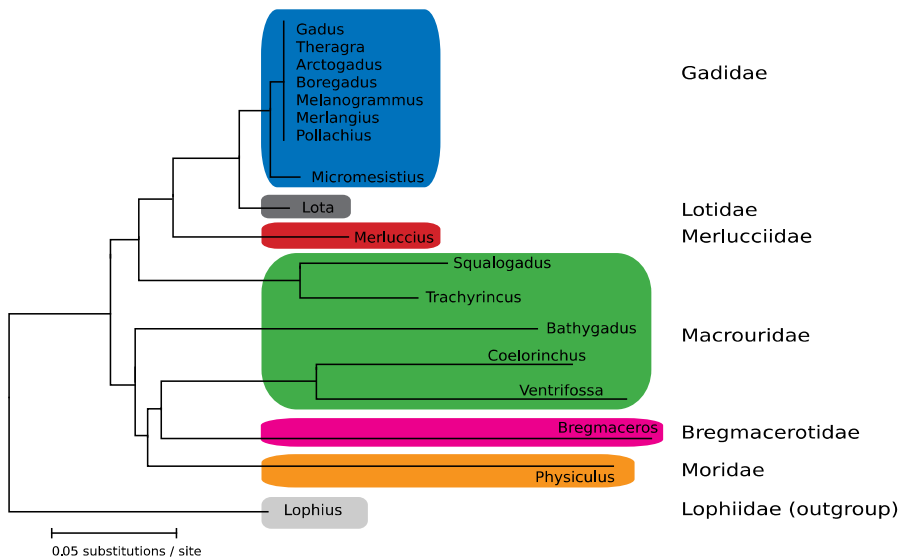 Gadus
Theragra
Arctogadus
Boregadus
Melanogrammus
Merlangius
Pollachius
Micromesistius
Gadidae
Lota
Lotidae
Merluccius
Merlucciidae
Squalogadus
Trachyrincus
Bathygadus
Macrouridae
Coelorinchus
Ventrifossa
Bregmaceros
Bregmacerotidae
Physiculus
Moridae
Lophius
Lophiidae (outgroup)
0.05 substitutions / site